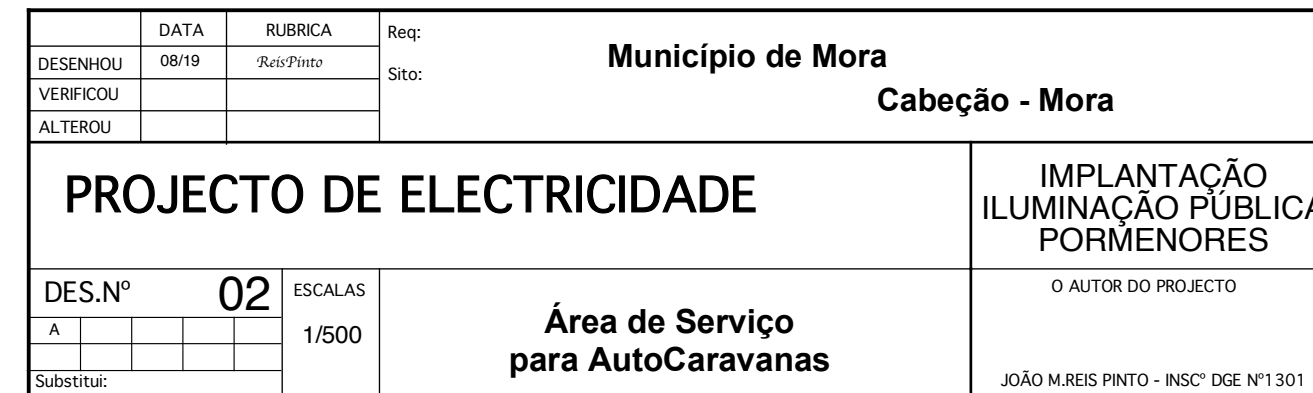 DATA RUBRICA
DESENHOU 08/19 ReisPinto
VERIFICOU
ALTEROU
Req: Município de Mora
Sito: Cabeção - Mora
PROJECTO DE ELECTRICIDADE
IMPLANTAÇÃO
ILUMINAÇÃO PÚBLICA
PORMENORES
DES.Nº 02
A
Substitui:
ESCALAS
1/500
Área de Serviço
para AutoCaravanas
O AUTOR DO PROJECTO
JOÃO M.REIS PINTO - INSCº DGE Nº1301